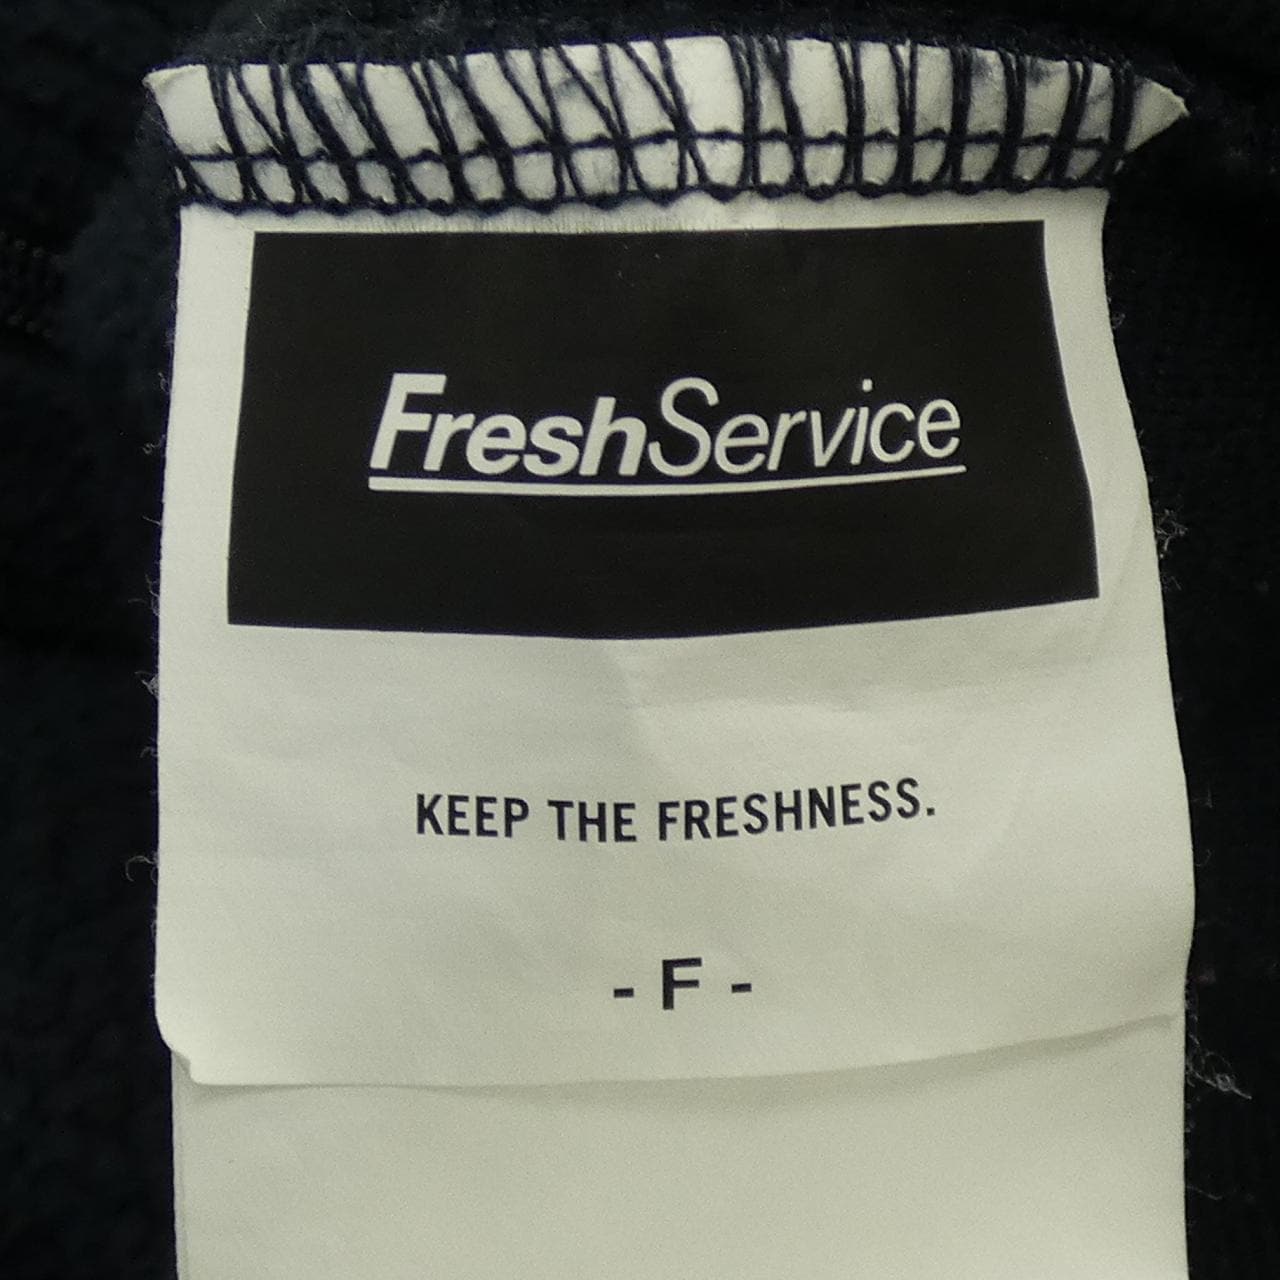 FreshService
KEEP THE FRESHNESS.
- F -